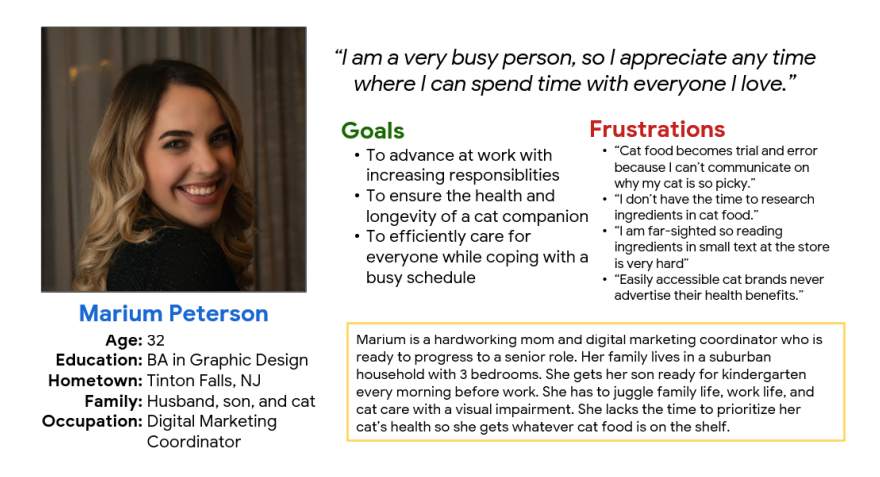 “I am a very busy person, so I appreciate any time
where I can spend time with everyone I love.”
Goals
• To advance at work with
increasing responsiblities
• To ensure the health and
longevity of a cat companion
• To efficiently care for
everyone while coping with a
busy schedule
Frustrations
• “Cat food becomes trial and error
because I can’t communicate on
why my cat is so picky.”
• “I don’t have the time to research
ingredients in cat food.”
• “I am far-sighted so reading
ingredients in small text at the store
is very hard”
• “Easily accessible cat brands never
advertise their health benefits.”
Marium Peterson
Age: 32
Education: BA in Graphic Design
Hometown: Tinton Falls, NJ
Family: Husband, son, and cat
Occupation: Digital Marketing
Coordinator
Marium is a hardworking mom and digital marketing coordinator who is
ready to progress to a senior role. Her family lives in a suburban
household with 3 bedrooms. She gets her son ready for kindergarten
every morning before work. She has to juggle family life, work life, and
cat care with a visual impairment. She lacks the time to prioritize her
cat’s health so she gets whatever cat food is on the shelf.